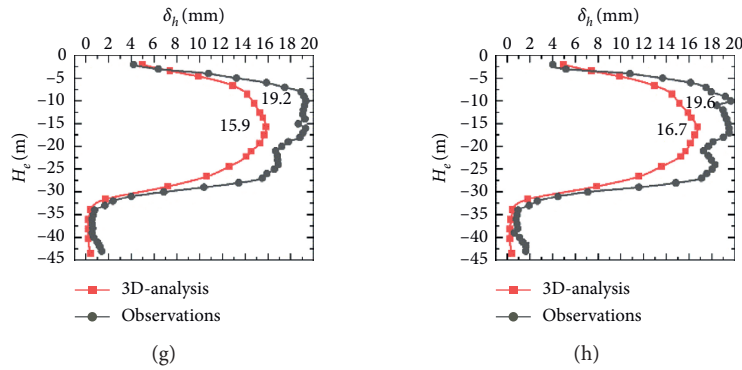 δh (mm)
0 2 4 6 8 10 12 14 16 18 20
0
−5
−10
−15
−20
−25
−30
−35
−40
−45
He (m)
19.2
15.9
3D-analysis
Observations
(g)
δh (mm)
0 2 4 6 8 10 12 14 16 18 20
0
−5
−10
−15
−20
−25
−30
−35
−40
−45
He (m)
19.6
16.7
3D-analysis
Observations
(h)